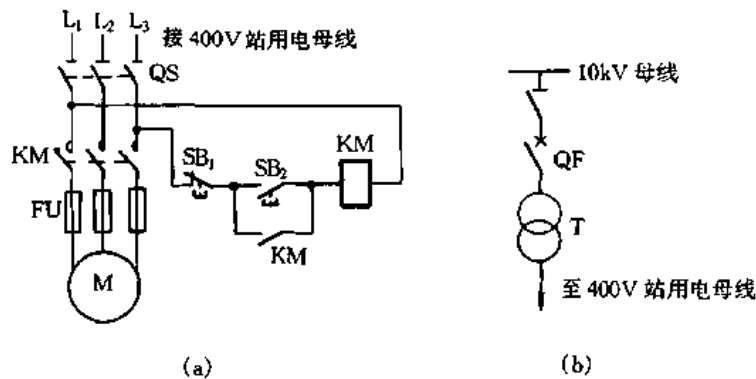 L₁ L₂ L₃
接 400V 站用电母线
QS
KM
FU
M
SB₁
SB₂
KM
KM
(a)
10kV 母线
QF
T
至 400V 站用电母线
(b)